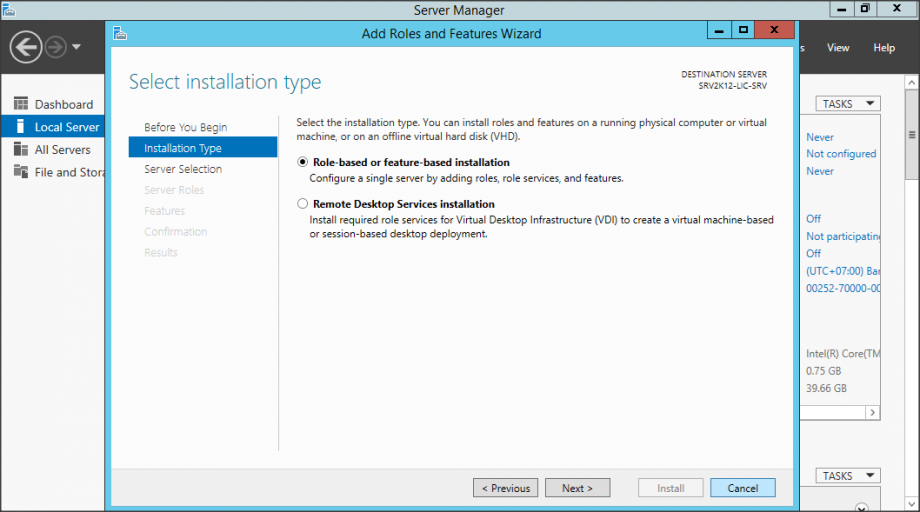 Server Manager
Add Roles and Features Wizard
View
Help
Dashboard
Local Server
All Servers
File and Stora
Select installation type
DESTINATION SERVER
SRV2K12-LIC-SRV
Before You Begin
Installation Type
Server Selection
Server Roles
Features
Confirmation
Results
Select the installation type. You can install roles and features on a running physical computer or virtual
machine, or on an offline virtual hard disk (VHD).
Role-based or feature-based installation
Configure a single server by adding roles, role services, and features.
Remote Desktop Services installation
Install required role services for Virtual Desktop Infrastructure (VDI) to create a virtual machine-based
or session-based desktop deployment.
TASKS
Never
Not configured
Never
Off
Not participating
Off
(UTC+07:00) Ban
00252-70000-00
Intel(R) Core(TM
0.75 GB
39.66 GB
TASKS
< Previous
Next >
Install
Cancel